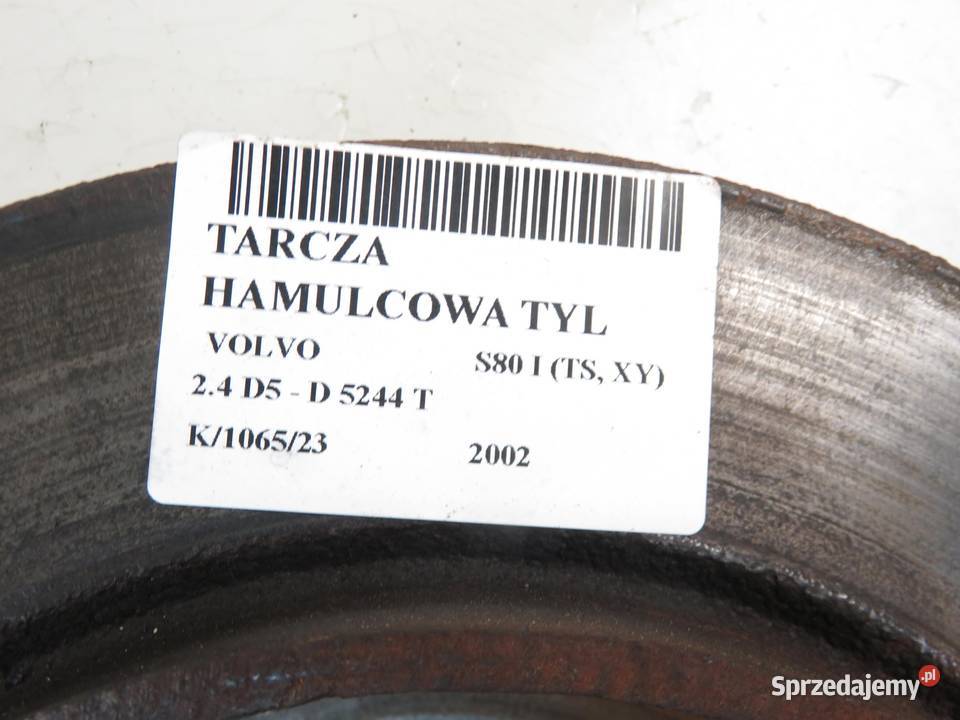 TARCZA
HAMULCOWA TYL
VOLVO S80 I (TS, XY)
2.4 D5 - D 5244 T
K/1065/23 2002
Sprzedajemy.pl